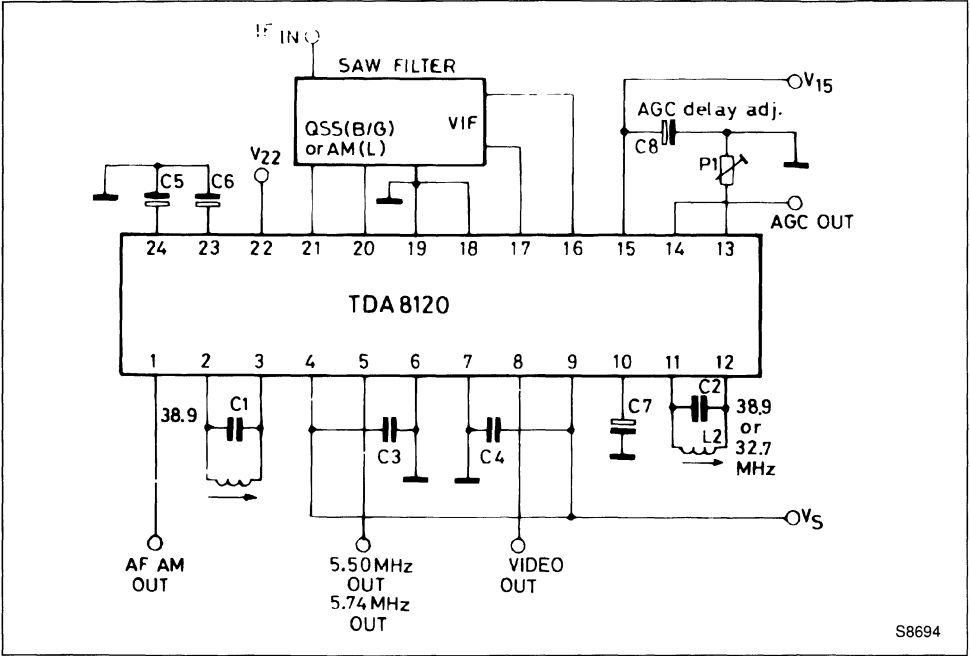 IF IN
SAW FILTER
QSS(B/G)
or AM(L)
VIF
V15
AGC delay adj.
C8
P1
AGC OUT
V22
C5
C6
24 23 22 21 20 19 18 17 16 15 14 13
TDA 8120
1 2 3 4 5 6 7 8 9 10 11 12
38.9
C1
C3
C4
C7
C2
L2
38,9
or
32.7
MHz
VS
AF AM
OUT
5.50MHz
OUT
5.74MHz
OUT
VIDEO
OUT
S8694